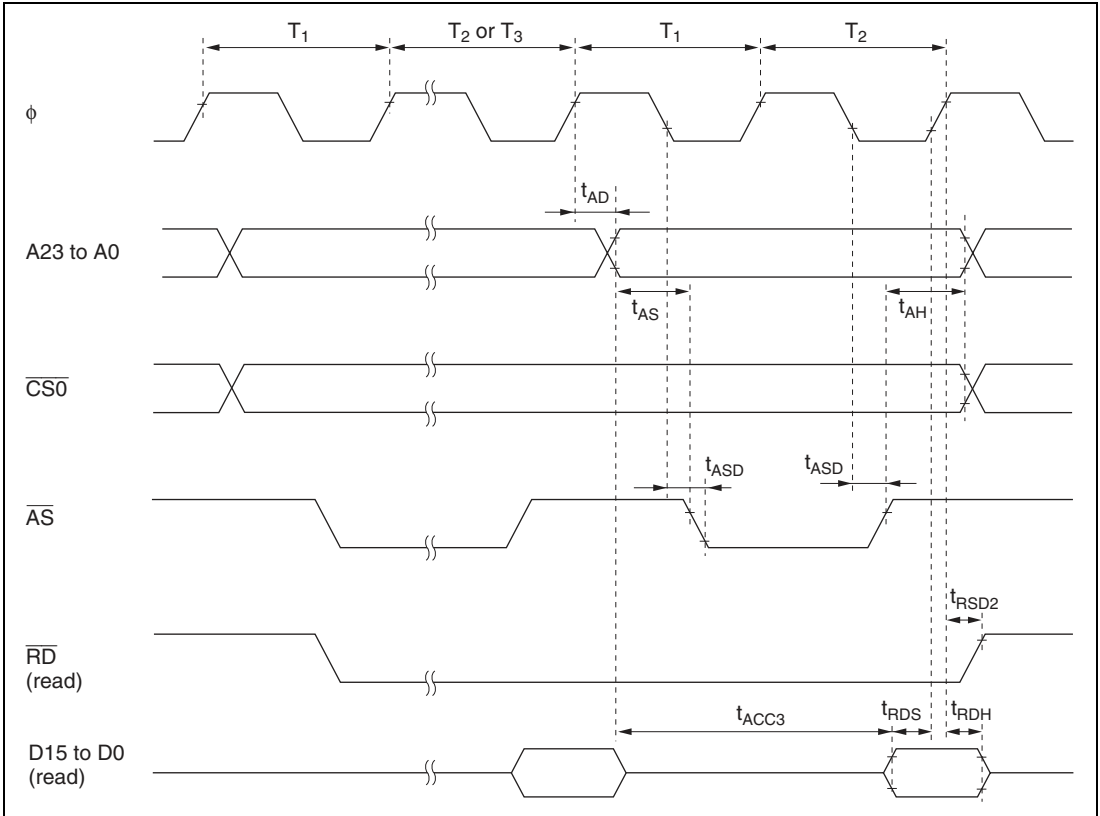 T1 T2 or T3 T1 T2
ϕ
tAD
A23 to A0
tAS tAH
CS0
tASD tASD
AS
tRSD2
RD
(read)
tACC3 tRDS tRDH
D15 to D0
(read)